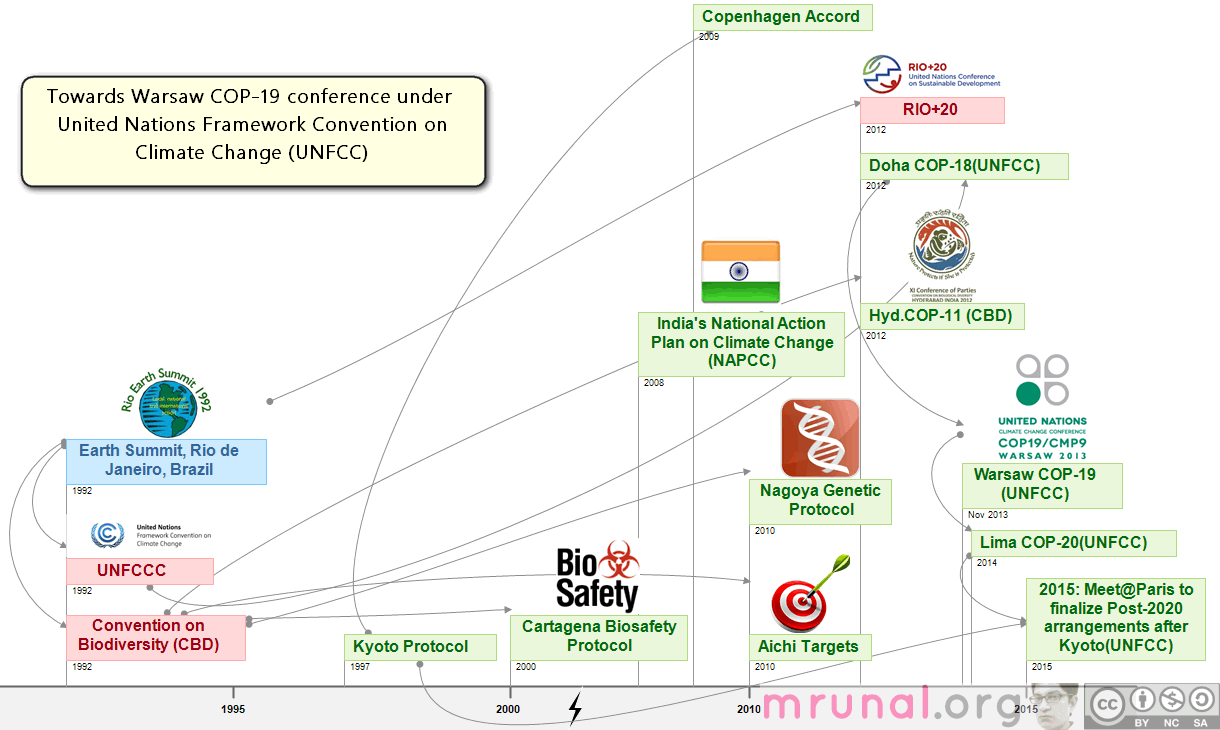 Copenhagen Accord
2009
Towards Warsaw COP-19 conference under
United Nations Framework Convention on
Climate Change (UNFCC)
RIO+20
United Nations Conference
on Sustainable Development
RIO+20
2012
Doha COP-18(UNFCC)
2012
XI Conference of Parties
CONVENTION ON BIOLOGICAL DIVERSITY
HYDERABAD INDIA 2012
Hyd.COP-11 (CBD)
2012
India's National Action
Plan on Climate Change
(NAPCC)
2008
Rio Earth Summit 1992
Earth Summit, Rio de
Janeiro, Brazil
1992
UNITED NATIONS
CLIMATE CHANGE CONFERENCE
COP19/CMP9
WARSAW 2013
Warsaw COP-19
(UNFCC)
Nov 2013
Nagoya Genetic
Protocol
2010
United Nations
Framework Convention on
Climate Change
UNFCCC
1992
Lima COP-20(UNFCC)
2014
Bio
Safety
2015: Meet@Paris to
finalize Post-2020
arrangements after
Kyoto(UNFCC)
2015
Convention on
Biodiversity (CBD)
1992
Kyoto Protocol
1997
Cartagena Biosafety
Protocol
2000
Aichi Targets
2010
1995
2000
2010
2015
mrunal.org
cc
BY NC SA